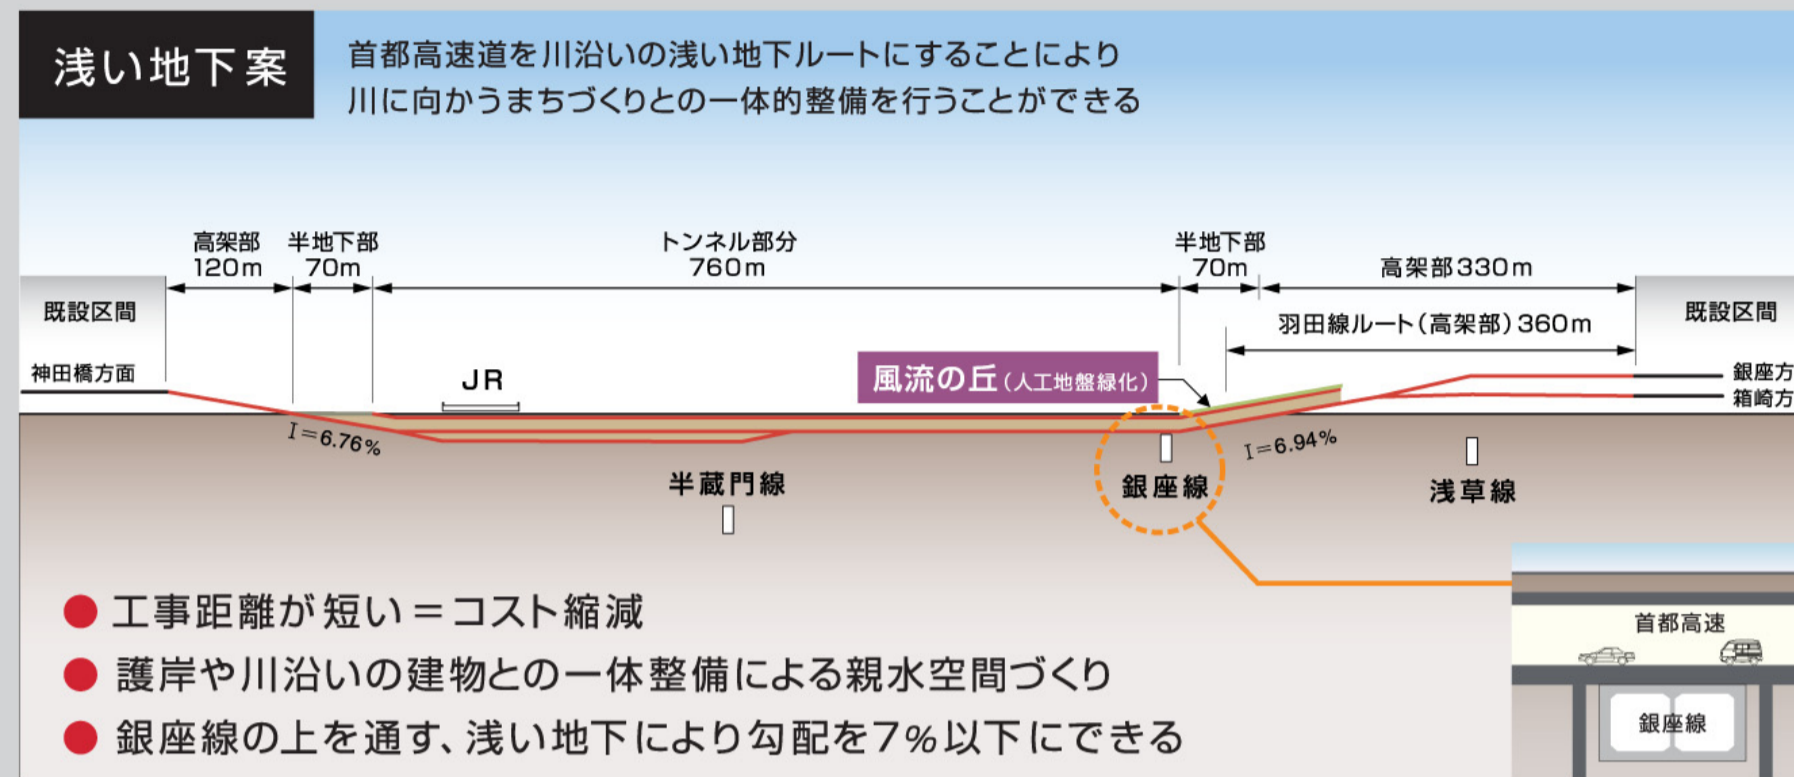 浅い地下案
首都高速道を川沿いの浅い地下ルートにすることにより
川に向かうまちづくりとの一体的整備を行うことができる
高架部
120m
半地下部
70m
トンネル部分
760m
半地下部
70m
高架部330m
既設区間
羽田線ルート(高架部)360m
既設区間
神田橋方面
JR
風流の丘(人工地盤緑化)
銀座方
箱崎方
I=6.76%
I=6.94%
半蔵門線
銀座線
浅草線
● 工事距離が短い=コスト縮減
● 護岸や川沿いの建物との一体整備による親水空間づくり
● 銀座線の上を通す、浅い地下により勾配を7%以下にできる
首都高速
銀座線